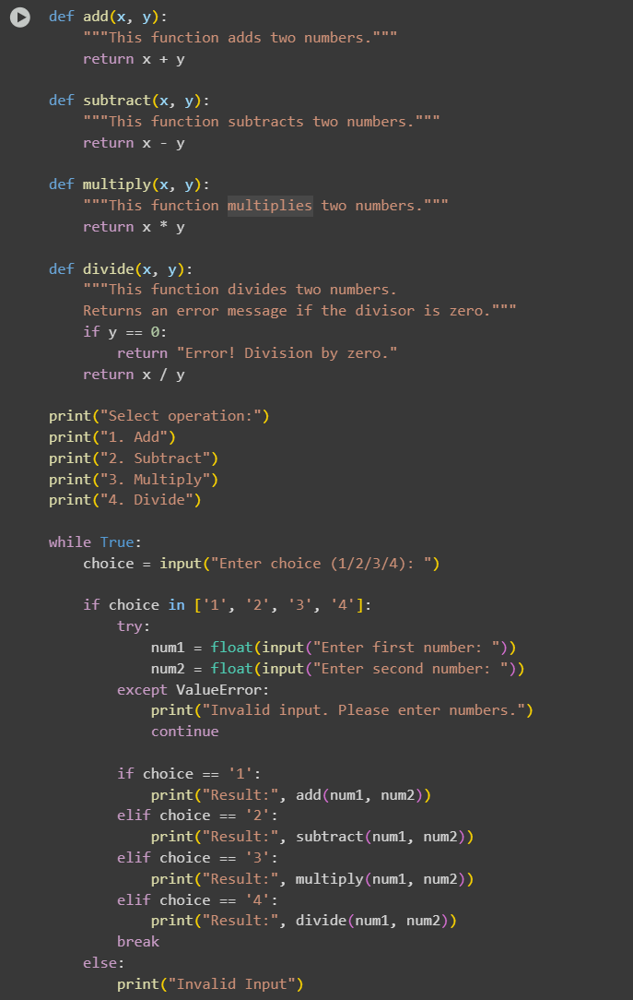 def add(x, y):
    """This function adds two numbers."""
    return x + y

def subtract(x, y):
    """This function subtracts two numbers."""
    return x - y

def multiply(x, y):
    """This function multiplies two numbers."""
    return x * y

def divide(x, y):
    """This function divides two numbers.
    Returns an error message if the divisor is zero."""
    if y == 0:
        return "Error! Division by zero."
    return x / y

print("Select operation:")
print("1. Add")
print("2. Subtract")
print("3. Multiply")
print("4. Divide")

while True:
    choice = input("Enter choice (1/2/3/4): ")

    if choice in ['1', '2', '3', '4']:
        try:
            num1 = float(input("Enter first number: "))
            num2 = float(input("Enter second number: "))
        except ValueError:
            print("Invalid input. Please enter numbers.")
            continue

        if choice == '1':
            print("Result:", add(num1, num2))
        elif choice == '2':
            print("Result:", subtract(num1, num2))
        elif choice == '3':
            print("Result:", multiply(num1, num2))
        elif choice == '4':
            print("Result:", divide(num1, num2))
        break
    else:
        print("Invalid Input")